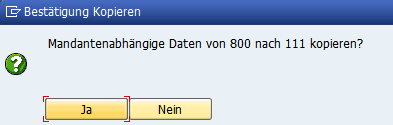 Bestätigung Kopieren
Mandantenabhängige Daten von 800 nach 111 kopieren?
Ja Nein